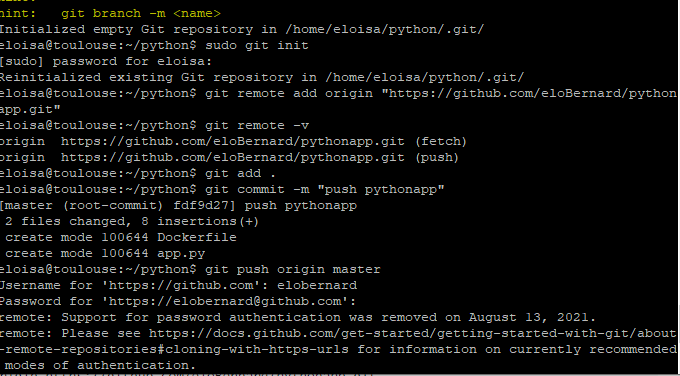 hint:   git branch -m <name>
Initialized empty Git repository in /home/eloisa/python/.git/
eloisa@toulouse:~/python$ sudo git init
[sudo] password for eloisa:
Reinitialized existing Git repository in /home/eloisa/python/.git/
eloisa@toulouse:~/python$ git remote add origin "https://github.com/eloBernard/python
app.git"
eloisa@toulouse:~/python$ git remote -v
origin  https://github.com/eloBernard/pythonapp.git (fetch)
origin  https://github.com/eloBernard/pythonapp.git (push)
eloisa@toulouse:~/python$ git add .
eloisa@toulouse:~/python$ git commit -m "push pythonapp"
[master (root-commit) fdf9d27] push pythonapp
 2 files changed, 8 insertions(+)
 create mode 100644 Dockerfile
 create mode 100644 app.py
eloisa@toulouse:~/python$ git push origin master
Username for 'https://github.com': elobernard
Password for 'https://elobernard@github.com':
remote: Support for password authentication was removed on August 13, 2021.
remote: Please see https://docs.github.com/get-started/getting-started-with-git/about
-remote-repositories#cloning-with-https-urls for information on currently recommended
 modes of authentication.